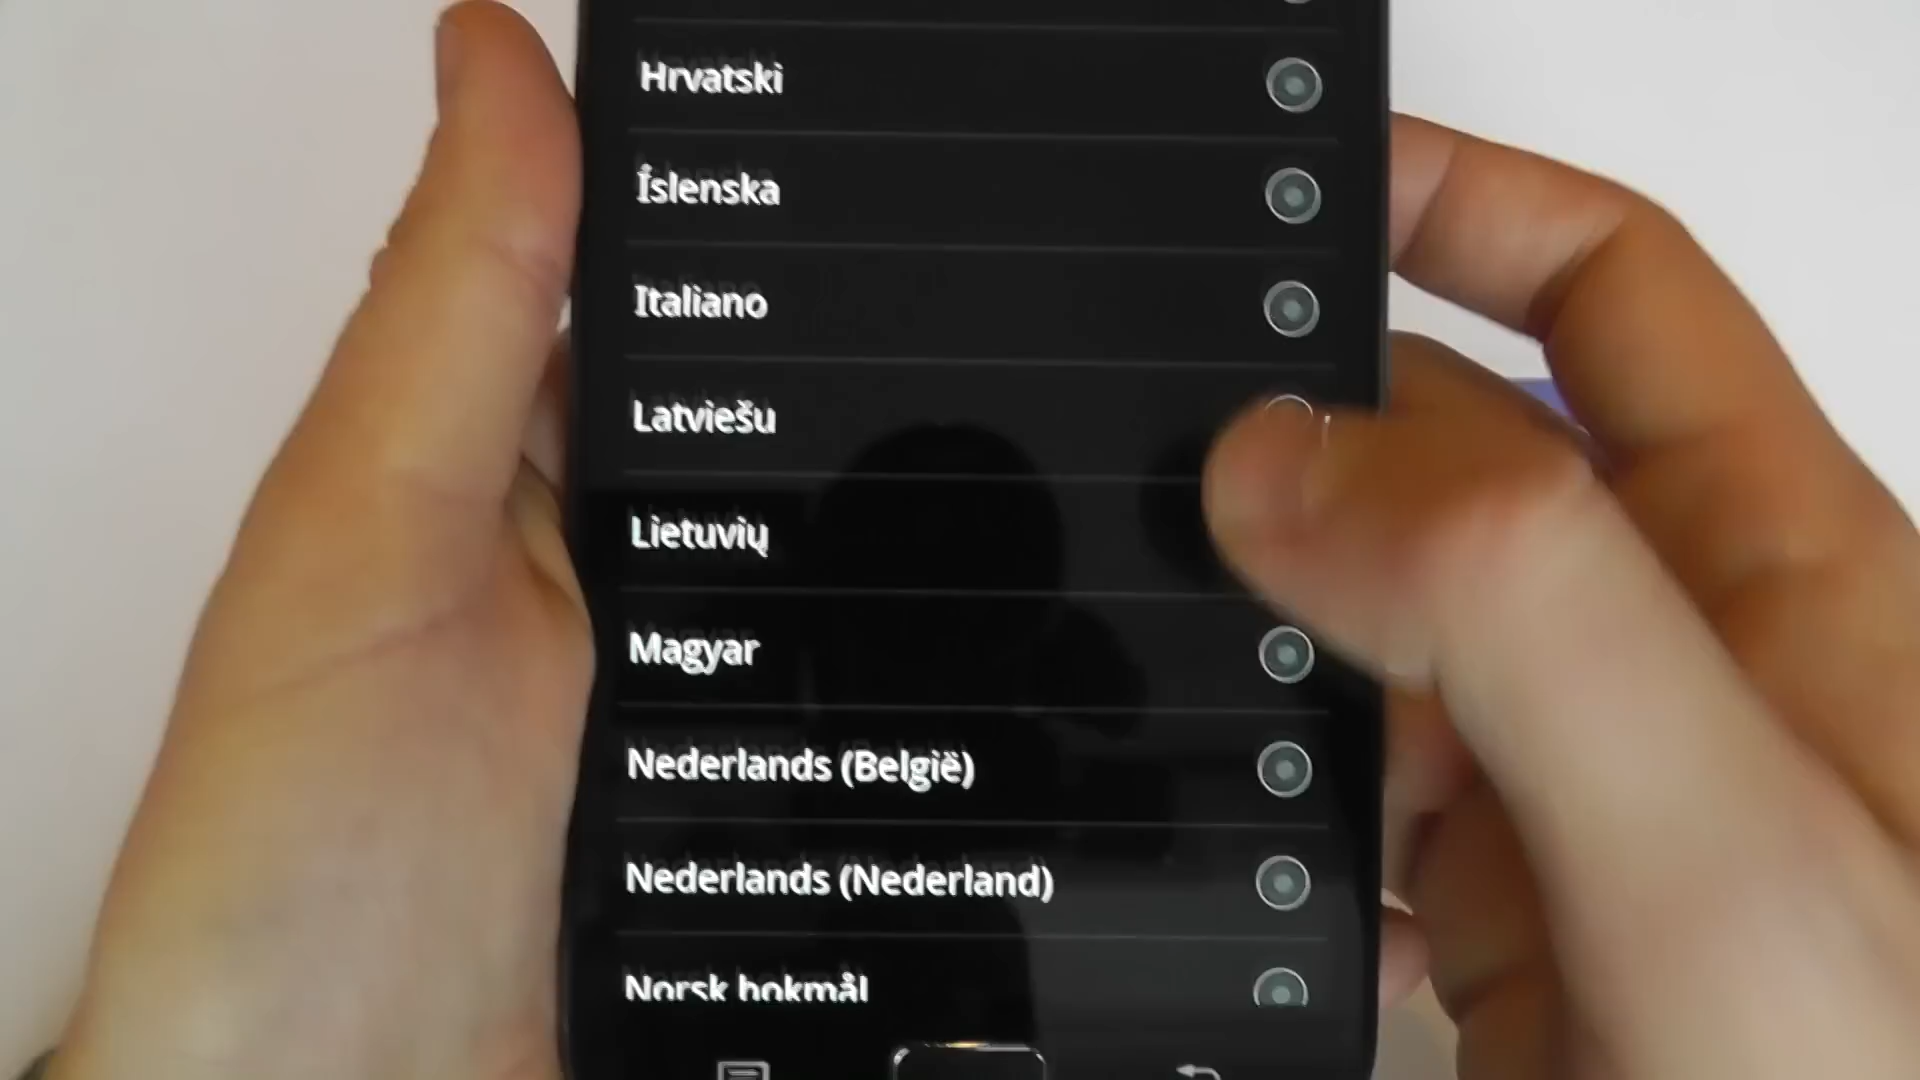 Hrvatski
Íslenska
Italiano
Latviešu
Lietuvių
Magyar
Nederlands (België)
Nederlands (Nederland)
Norsk bokmål